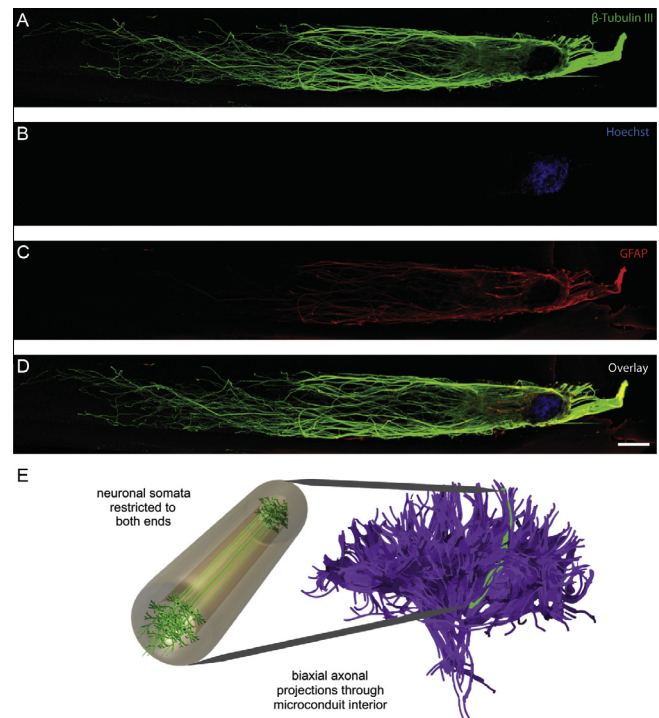 A
β-Tubulin III
B
Hoechst
C
GFAP
D
Overlay
E
neuronal somata
restricted to
both ends
biaxial axonal
projections through
microconduit interior